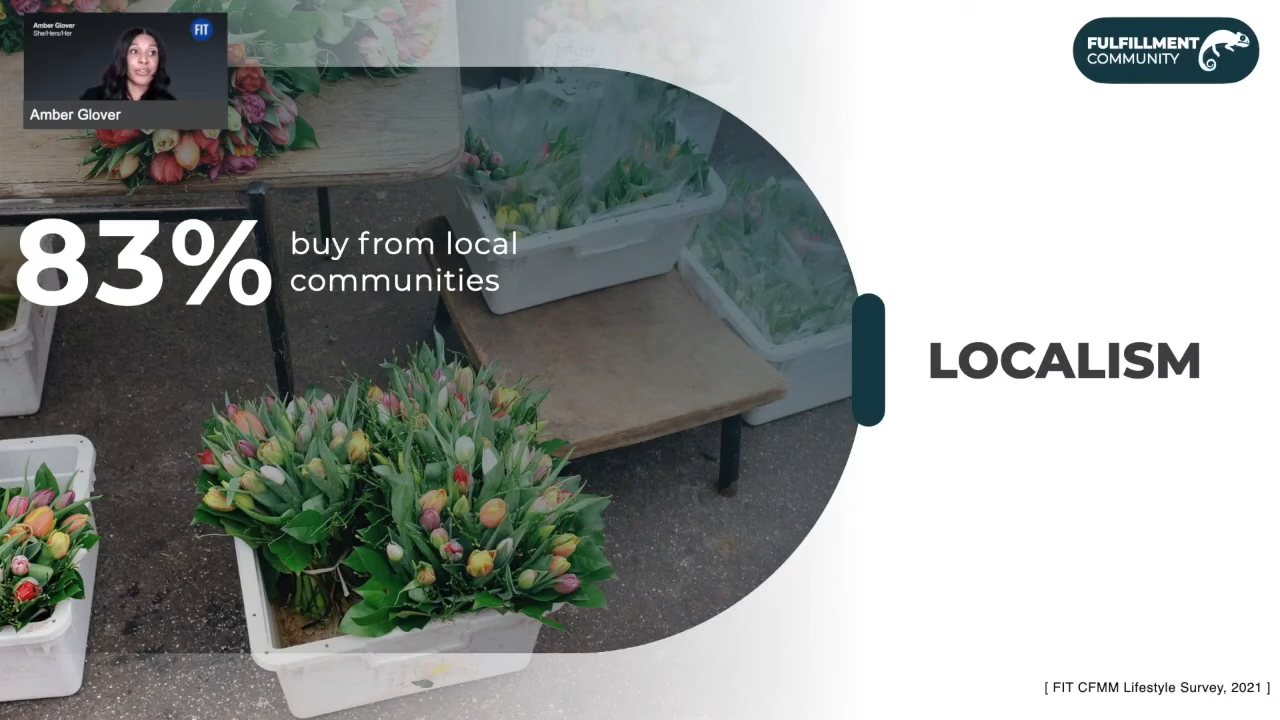 Amber Glover
She/Hers/Her
FIT
Amber Glover
FULFILLMENT
COMMUNITY
83%
buy from local
communities
LOCALISM
[ FIT CFMM Lifestyle Survey, 2021 ]